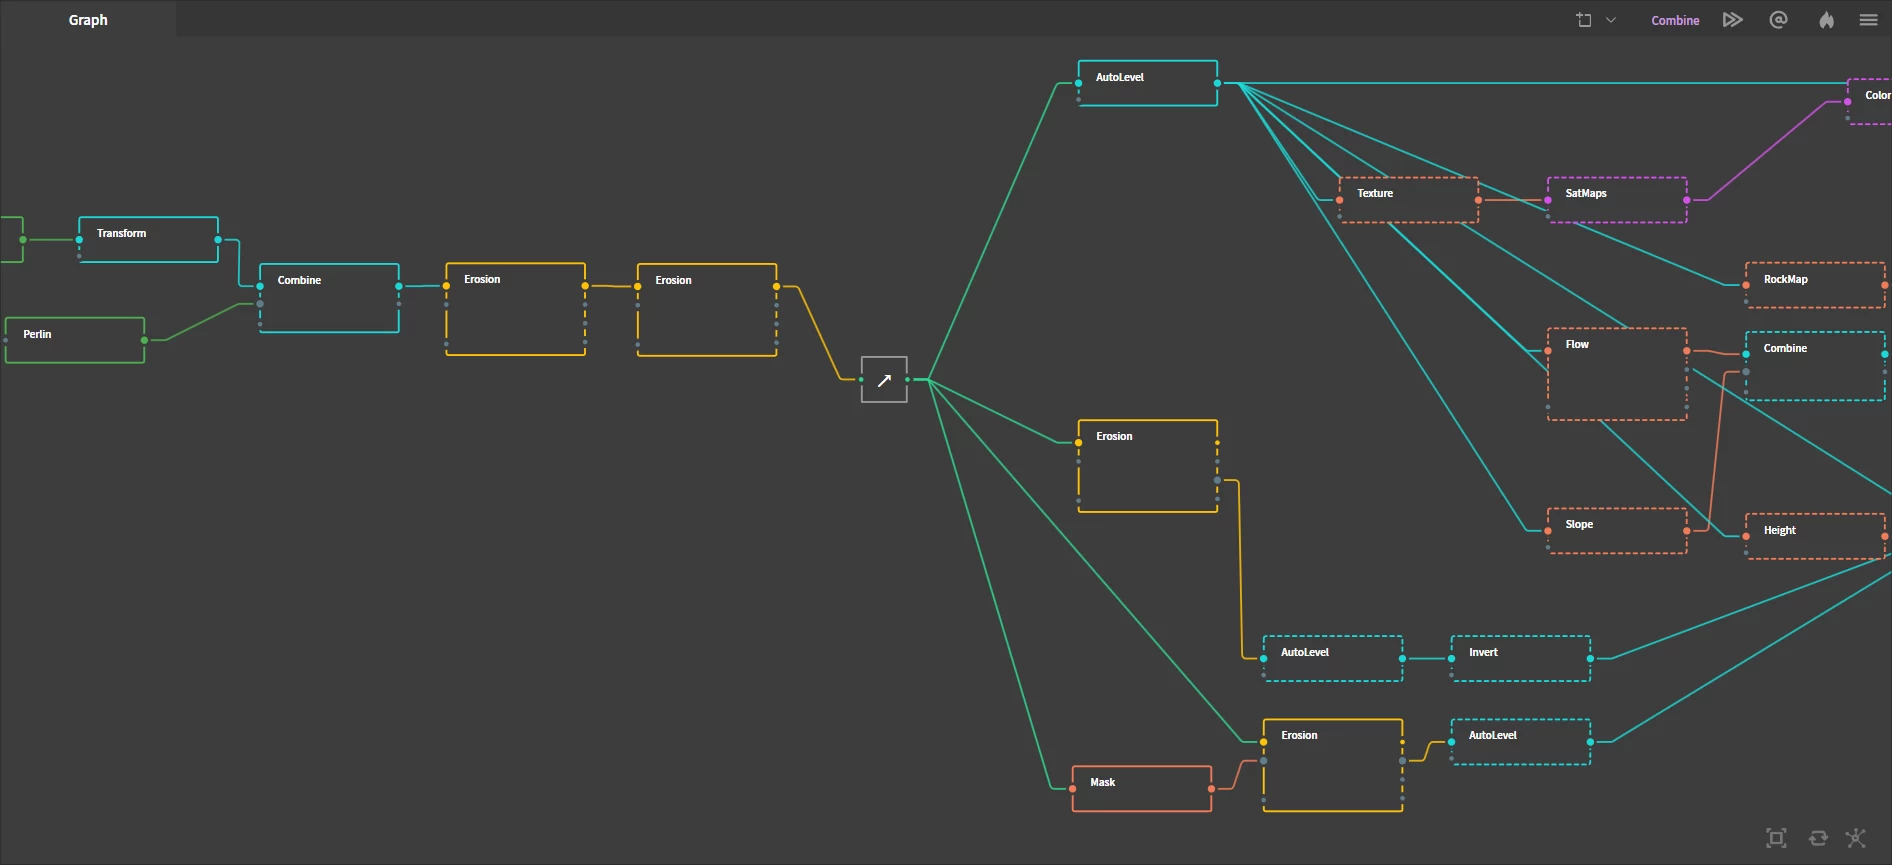 Graph
Combine
AutoLevel
Color
Texture
SatMaps
Transform
Combine
Erosion
Erosion
RockMap
Perlin
Flow
Combine
Erosion
Slope
Height
AutoLevel
Invert
Erosion
AutoLevel
Mask